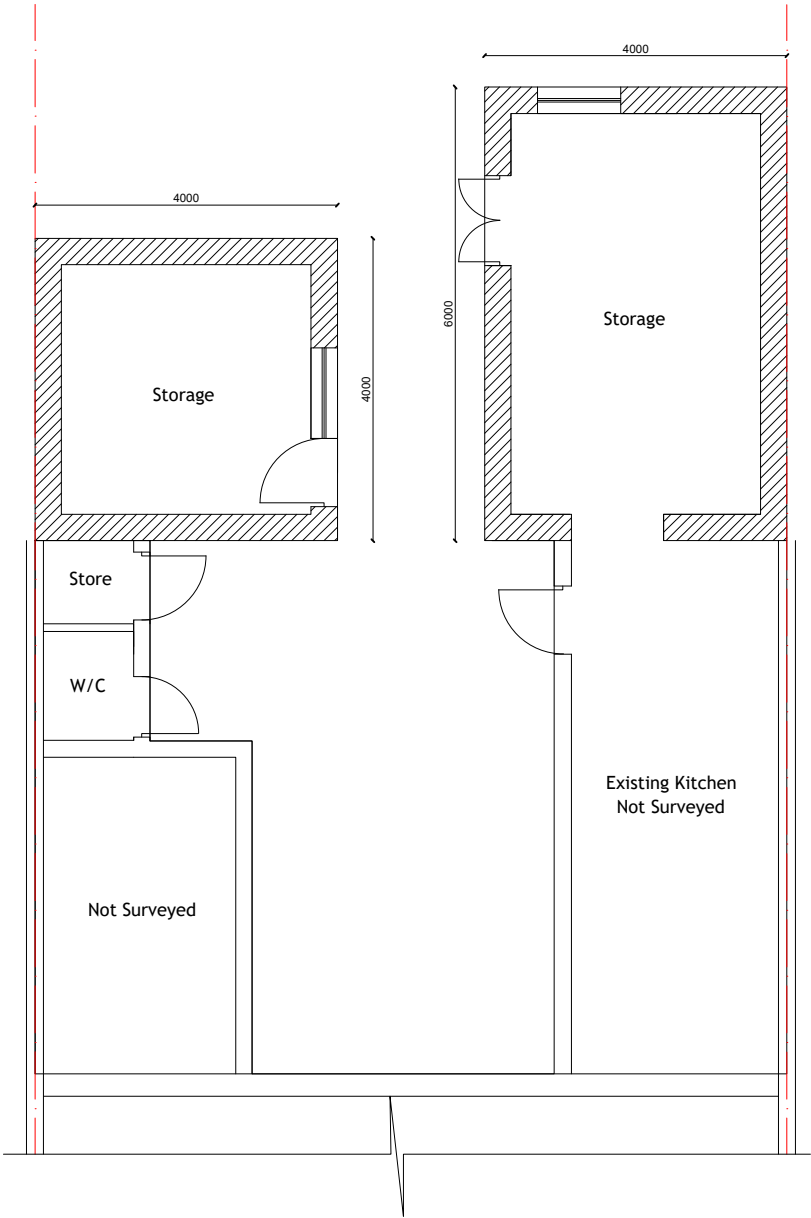 4000
4000
6000
Storage
4000
Storage
Store
W/C
Existing Kitchen
Not Surveyed
Not Surveyed